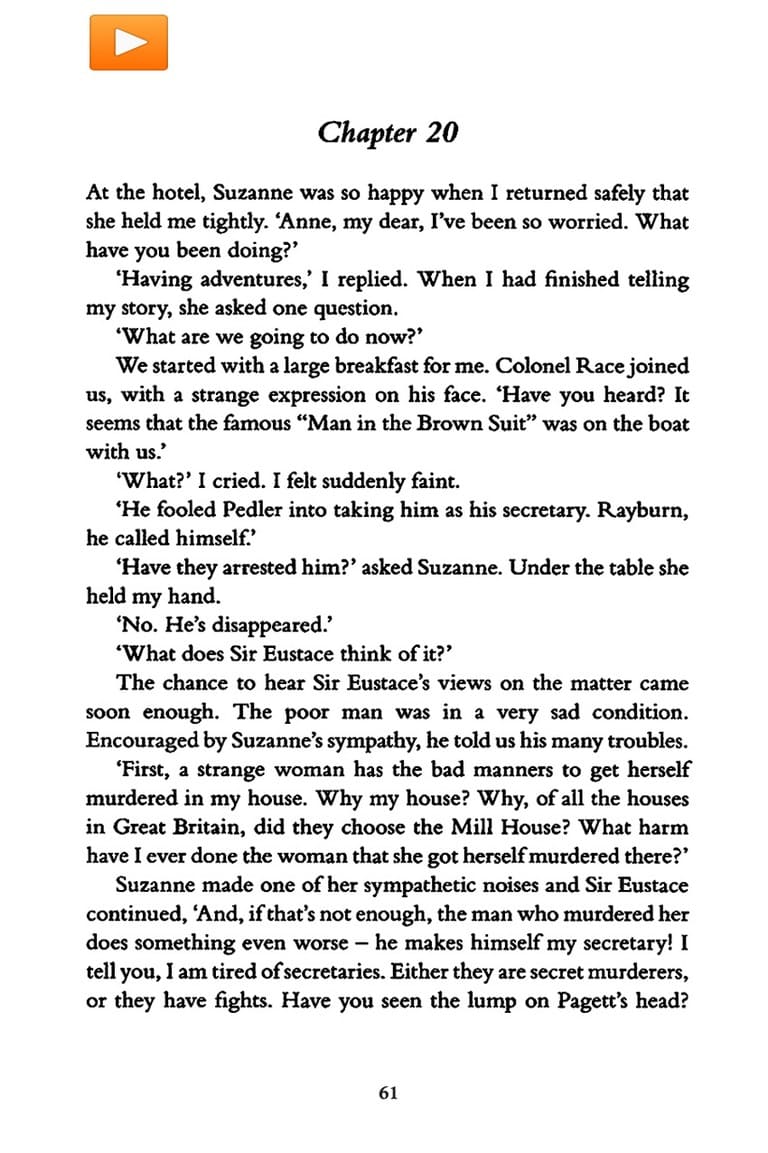 Chapter 20
At the hotel, Suzanne was so happy when I returned safely that
she held me tightly. ‘Anne, my dear, I’ve been so worried. What
have you been doing?’
‘Having adventures,’ I replied. When I had finished telling
my story, she asked one question.
‘What are we going to do now?’
We started with a large breakfast for me. Colonel Race joined
us, with a strange expression on his face. ‘Have you heard? It
seems that the famous “Man in the Brown Suit” was on the boat
with us.’
‘What?’ I cried. I felt suddenly faint.
‘He fooled Pedler into taking him as his secretary. Rayburn,
he called himself.’
‘Have they arrested him?’ asked Suzanne. Under the table she
held my hand.
‘No. He’s disappeared.’
‘What does Sir Eustace think of it?’
The chance to hear Sir Eustace’s views on the matter came
soon enough. The poor man was in a very sad condition.
Encouraged by Suzanne’s sympathy, he told us his many troubles.
‘First, a strange woman has the bad manners to get herself
murdered in my house. Why my house? Why, of all the houses
in Great Britain, did they choose the Mill House? What harm
have I ever done the woman that she got herself murdered there?’
Suzanne made one of her sympathetic noises and Sir Eustace
continued, ‘And, if that’s not enough, the man who murdered her
does something even worse – he makes himself my secretary! I
tell you, I am tired of secretaries. Either they are secret murderers,
or they have fights. Have you seen the lump on Pagett’s head?
61